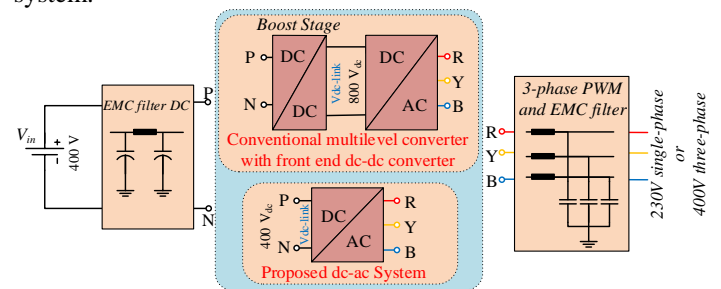 system.
Boost Stage
P
N
DC
DC
Vdc-link
800 Vdc
DC
AC
R
Y
B
Conventional multilevel converter
with front end dc-dc converter
EMC filter DC
P
N
Vin
+
-
400 V
400 Vdc
Vdc-link
P
N
DC
AC
R
Y
B
Proposed dc-ac System
3-phase PWM
and EMC filter
R
Y
B
230V single-phase
or
400V three-phase